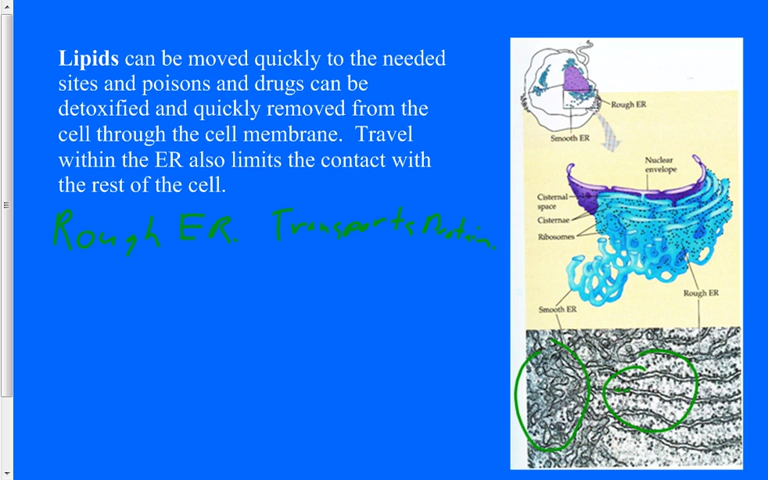 Lipids can be moved quickly to the needed
sites and poisons and drugs can be
detoxified and quickly removed from the
cell through the cell membrane. Travel
within the ER also limits the contact with
the rest of the cell.
Rough ER. Transports Protein.
Rough ER
Smooth ER
Nuclear
envelope
Cisternal
space
Cisternae
Ribosomes
Rough ER
Smooth ER